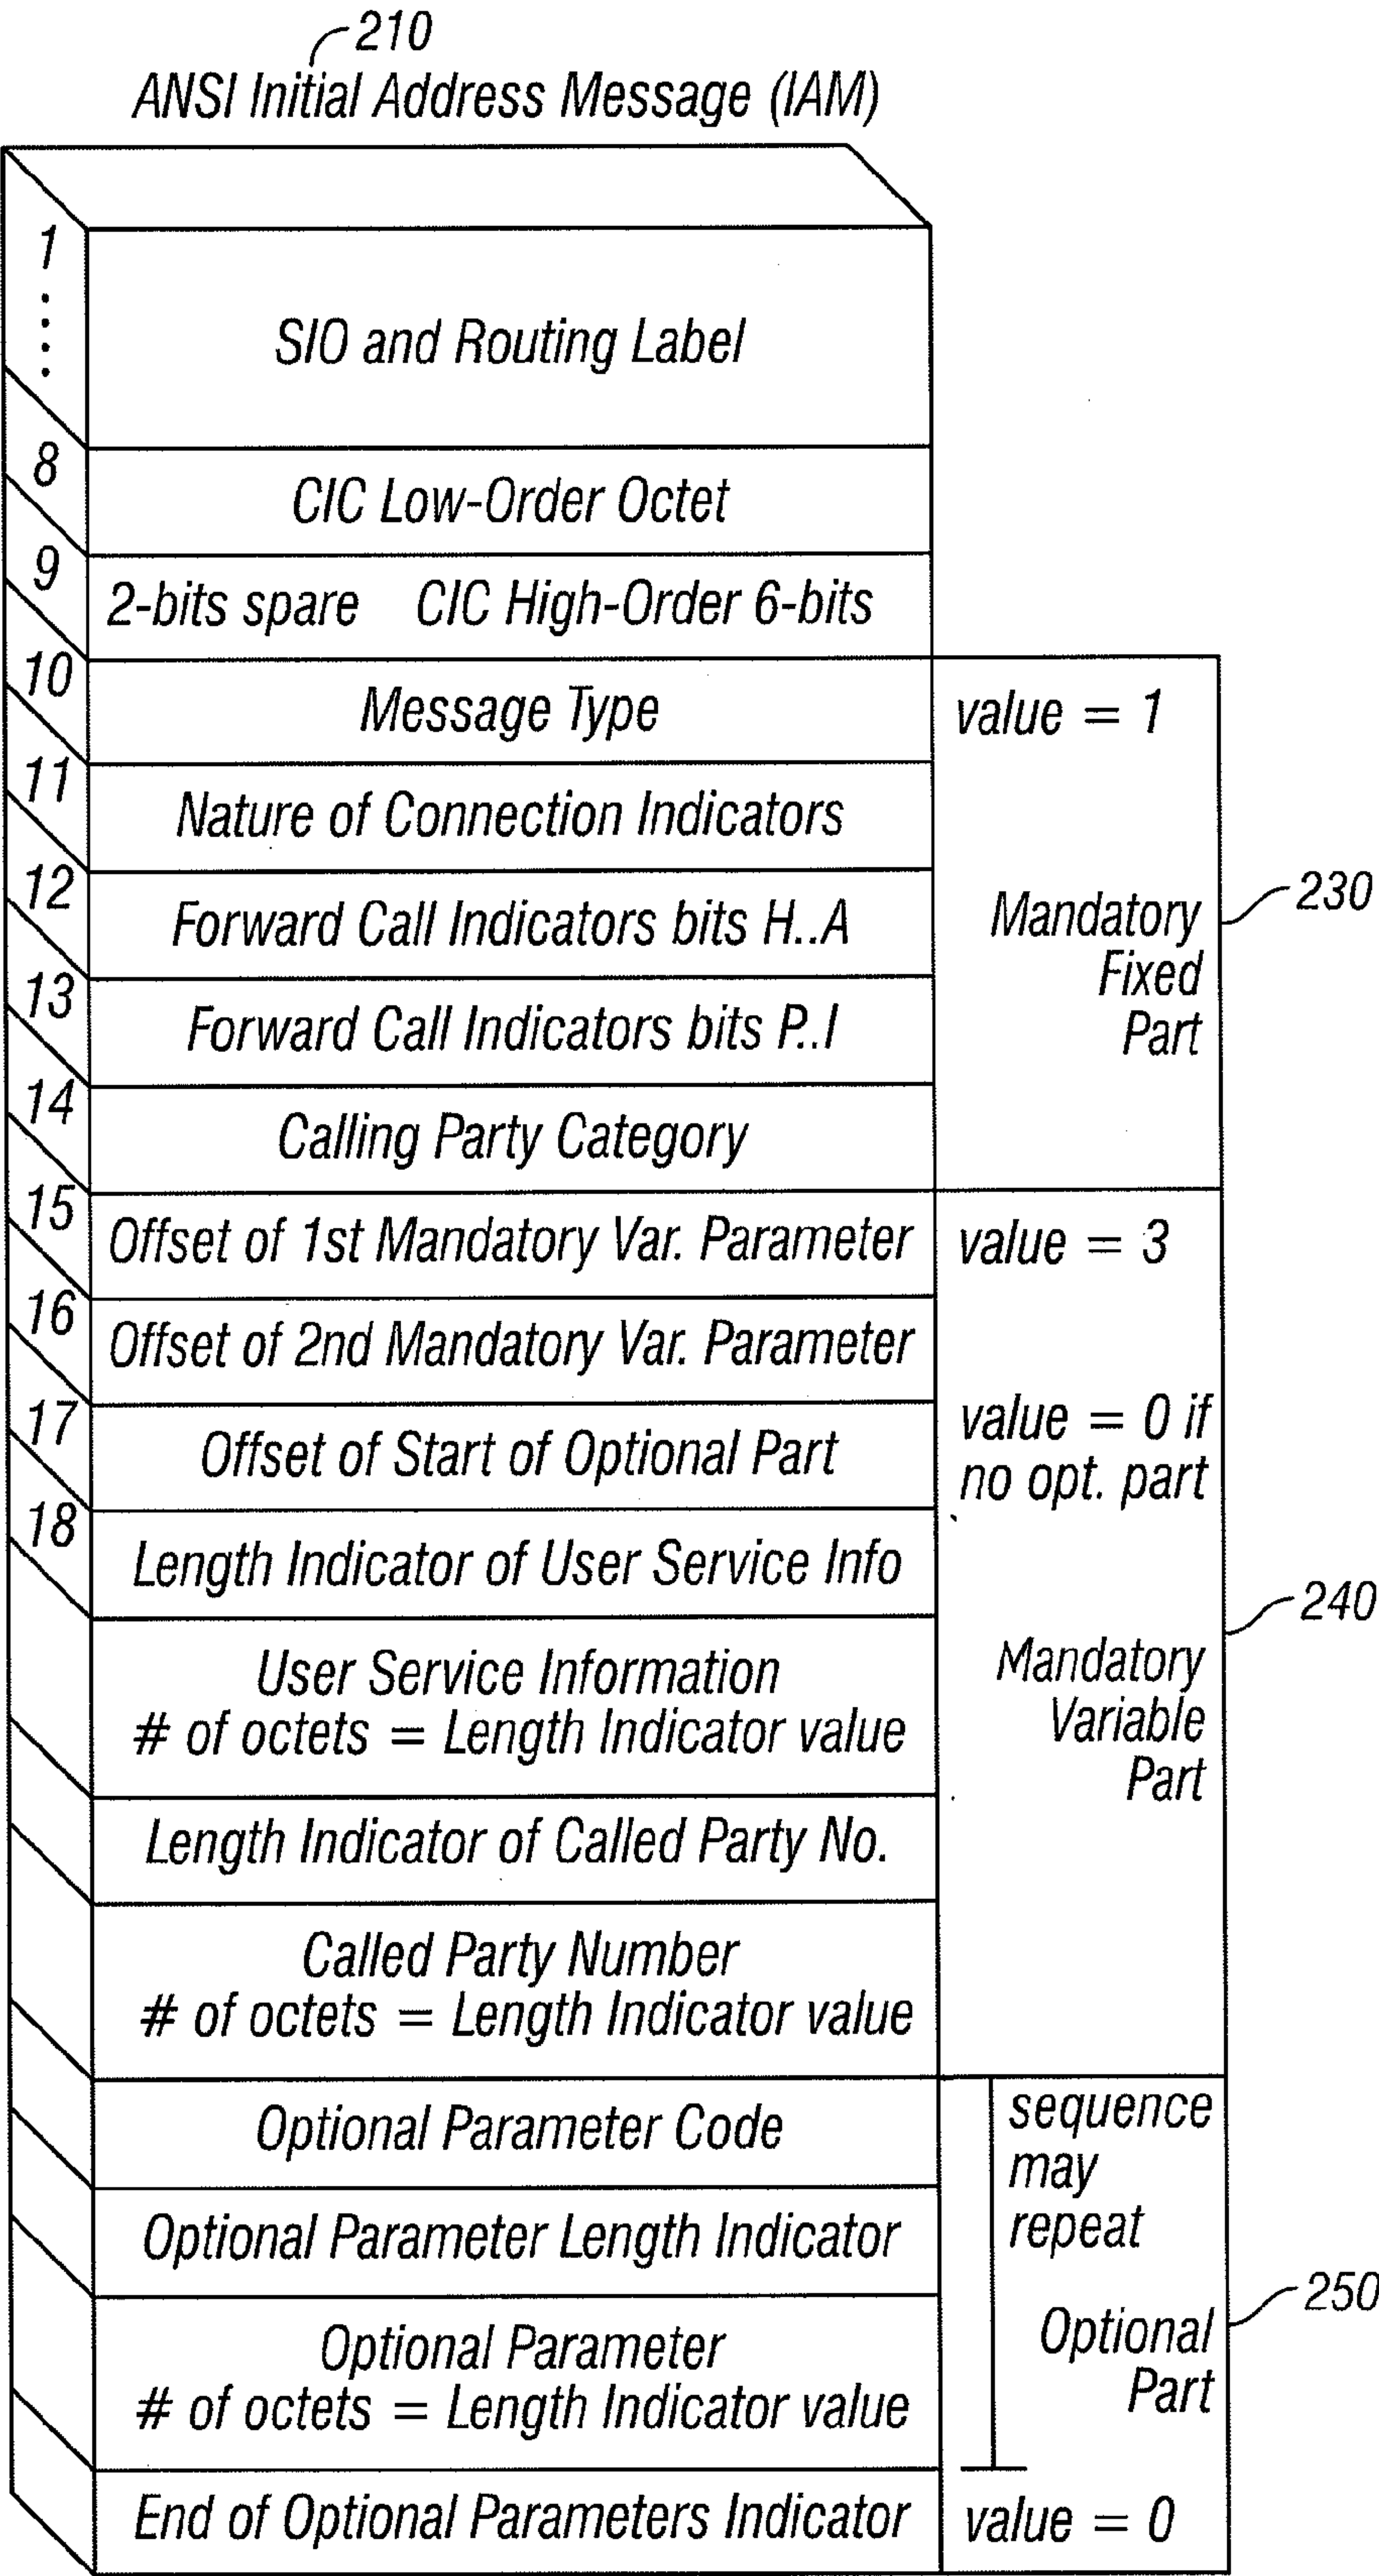 210
ANSI Initial Address Message (IAM)
1
SIO and Routing Label
8
CIC Low-Order Octet
9
2-bits spare CIC High-Order 6-bits
10
Message Type
value = 1
11
Nature of Connection Indicators
12
Forward Call Indicators bits H..A
13
Forward Call Indicators bits P..I
14
Calling Party Category
Mandatory
Fixed
Part
230
15
Offset of 1st Mandatory Var. Parameter
value = 3
16
Offset of 2nd Mandatory Var. Parameter
17
Offset of Start of Optional Part
value = 0 if
no opt. part
18
Length Indicator of User Service Info
User Service Information
# of octets = Length Indicator value
Length Indicator of Called Party No.
Called Party Number
# of octets = Length Indicator value
Mandatory
Variable
Part
240
Optional Parameter Code
Optional Parameter Length Indicator
Optional Parameter
# of octets = Length Indicator value
sequence
may
repeat
Optional
Part
250
End of Optional Parameters Indicator
value = 0